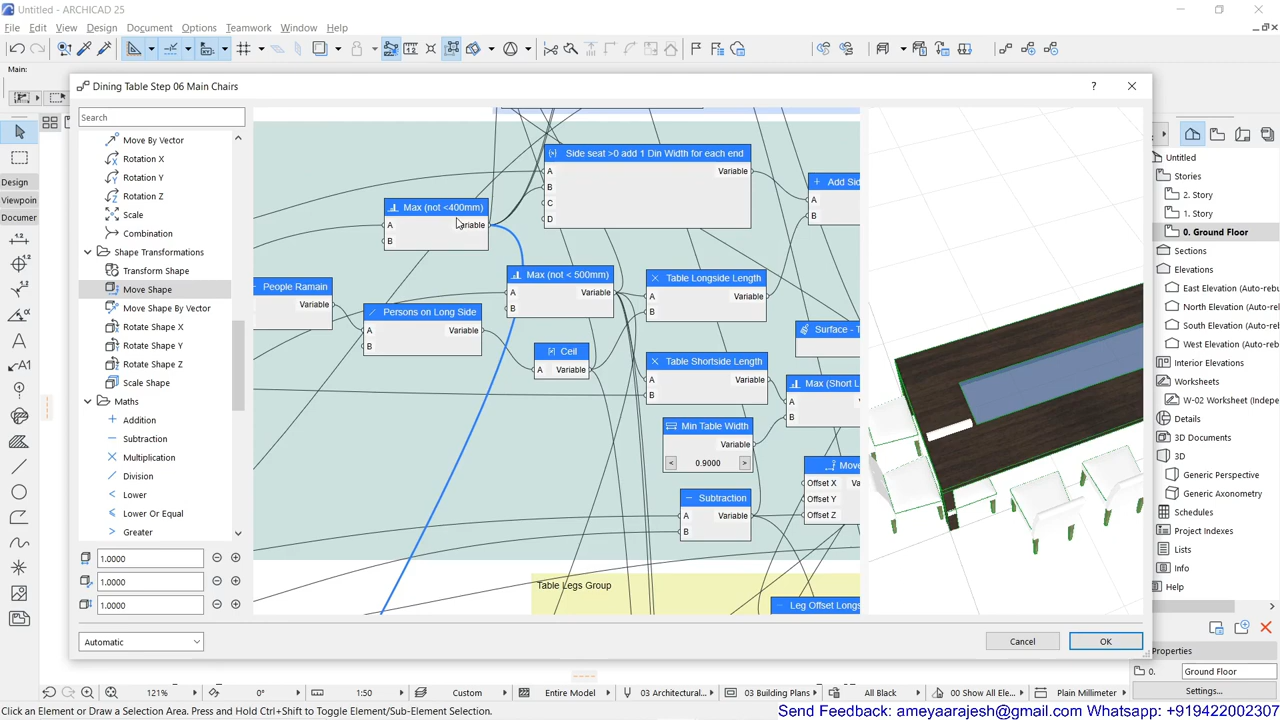 Untitled - ARCHICAD 25
File Edit View Design Document Options Teamwork Window Help
Main:
Dining Table Step 06 Main Chairs
?
Search
Move By Vector
Rotation X
Rotation Y
Rotation Z
Scale
Combination
Shape Transformations
Transform Shape
Move Shape
Move Shape By Vector
Rotate Shape X
Rotate Shape Y
Rotate Shape Z
Scale Shape
Maths
Addition
Subtraction
Multiplication
Division
Lower
Lower Or Equal
Greater
1.0000
1.0000
1.0000
Automatic
Design
Viewpoin
Documer
Side seat >0 add 1 Din Width for each end
A Variable
B
C
D
Max (not <400mm)
A Variable
B
Add Sid
A
B
People Ramain
Variable
Persons on Long Side
A Variable
B
Max (not < 500mm)
A Variable
B
Table Longside Length
A Variable
B
Ceil
A Variable
Surface - T
Table Shortside Length
A Variable
B
Max (Short L
A
B
Min Table Width
Variable
< 0.9000 >
Subtraction
A Variable
B
Move
Offset X Va
Offset Y
Offset Z
Table Legs Group
Leg Offset Longs
Cancel
OK
Untitled
Stories
2. Story
1. Story
0. Ground Floor
Sections
Elevations
East Elevation (Auto-rebu
North Elevation (Auto-reb
South Elevation (Auto-reb
West Elevation (Auto-reb
Interior Elevations
Worksheets
W-02 Worksheet (Indepe
Details
3D Documents
3D
Generic Perspective
Generic Axonometry
Schedules
Project Indexes
Lists
Info
Help
Properties
0. Ground Floor
Settings...
121% 0° 1:50 Custom Entire Model 03 Architectural... 03 Building Plans All Black 00 Show All Ele... Plain Millimeter
Click an Element or Draw a Selection Area. Press and Hold Ctrl+Shift to Toggle Element/Sub-Element Selection.
Send Feedback: ameyaarajesh@gmail.com Whatsapp: +919422002307